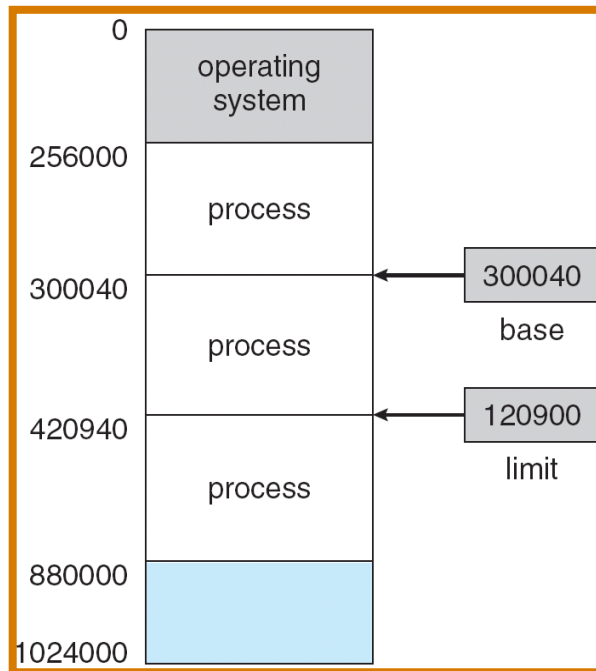 0
operating
system
256000
process
300040
300040
base
process
120900
420940
limit
process
880000
1024000